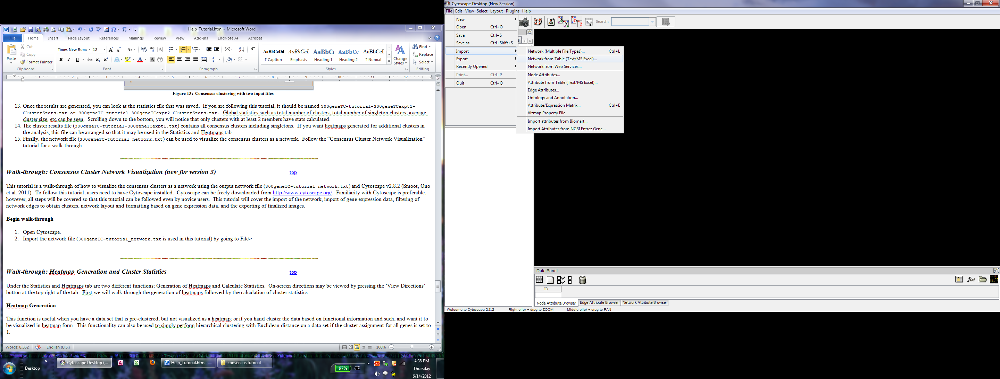 Help_Tutorial.htm - Microsoft Word
File Home Insert Page Layout References Mailings Review View Add-Ins EndNote X4 Acrobat
Paste
Cut
Copy
Format Painter
Clipboard
Times New Roma 12
Font
Paragraph
AaBbCcDd AaBbCcL AaBbC AaBbCc AaBbCcI
¶ Caption Emphasis Heading 1 Heading 2 ¶ Normal
Change Styles
Styles
Find
Replace
Select
Editing
1 2 3 4 5 6 7 8 9 10 11 12
Figure 13: Consensus clustering with two input files
13. Once the results are generated, you can look at the statistics file that was saved. If you are following this tutorial, it should be named 300geneTC-tutorial-300geneTCexpt1-
ClusterStats.txt or 300geneTC-tutorial-300geneTCexpt2-ClusterStats.txt. Global statistics such as total number of clusters, total number of singleton clusters, average
cluster size, etc can be seen. Scrolling down to the bottom, you will notice that only clusters with at least 2 members have stats calculated.
14. The cluster results file (300geneTC-tutorial-300geneTCexpt1.txt) contains all consensus clusters including singletons. If you want heatmaps generated for additional clusters in
the analysis, this file can be arranged so that it may be used in the Statistics and Heatmaps tab.
15. Finally, the network file (300geneTC-tutorial_network.txt) can be used to visualize the consensus clusters as a network. Follow the “Consensus Cluster Network Visualization”
tutorial for a walk-through.
Walk-through: Consensus Cluster Network Visualization (new for version 3) top
This tutorial is a walk-through of how to visualize the consensus clusters as a network using the output network file (300geneTC-tutorial_network.txt) and Cytoscape v2.8.2 (Smoot, Ono
et al. 2011). To follow this tutorial, users need to have Cytoscape installed. Cytoscape can be freely downloaded from http://www.cytoscape.org/. Familiarity with Cytoscape is preferable;
however, all steps will be covered so that this tutorial can be followed even by novice users. This tutorial will cover the import of the network, import of gene expression data, filtering of
network edges to obtain clusters, network layout and formatting based on gene expression data, and the exporting of finalized images.
Begin walk-through
1. Open Cytoscape.
2. Import the network file (300geneTC-tutorial_network.txt is used in this tutorial) by going to File>
Walk-through: Heatmap Generation and Cluster Statistics top
Under the Statistics and Heatmaps tab are two different functions: Generation of Heatmaps and Calculate Statistics. On-screen directions may be viewed by pressing the ‘View Directions’
button at the top right of the tab. First we will walk-through the generation of heatmaps followed by the calculation of cluster statistics.
Heatmap Generation
This function is useful when you have a data set that is pre-clustered, but not visualized as a heatmap; or if you hand cluster the data based on functional information and such, and want it to
be visualized in heatmap form. This functionality can also be used to simply perform hierarchical clustering with Euclidean distance on a data set if the cluster assignment for all genes is set to
1.
Words: 8,362 English (U.S.) 100%
Desktop
Cytoscape Desktop (...
Help_Tutorial.htm - ...
consensus tutorial
97%
4:38 PM
Thursday
6/14/2012
Cytoscape Desktop (New Session)
File Edit View Select Layout Plugins Help
Search:
New
Open Ctrl+O
Save Ctrl+S
Save as... Ctrl+Shift+S
Import
Export
Recently Opened
Print... Ctrl+P
Quit Ctrl+Q
Network (Multiple File Types)... Ctrl+L
Network from Table (Text/MS Excel)...
Network from Web Services...
Node Attributes...
Attribute from Table (Text/MS Excel)...
Edge Attributes...
Ontology and Annotation...
Attribute/Expression Matrix... Ctrl+E
Vizmap Property File...
Import attributes from Biomart...
Import Attributes from NCBI Entrez Gene...
Data Panel
f(x)
ID
Node Attribute Browser Edge Attribute Browser Network Attribute Browser
Welcome to Cytoscape 2.8.2 Right-click + drag to ZOOM Middle-click + drag to PAN